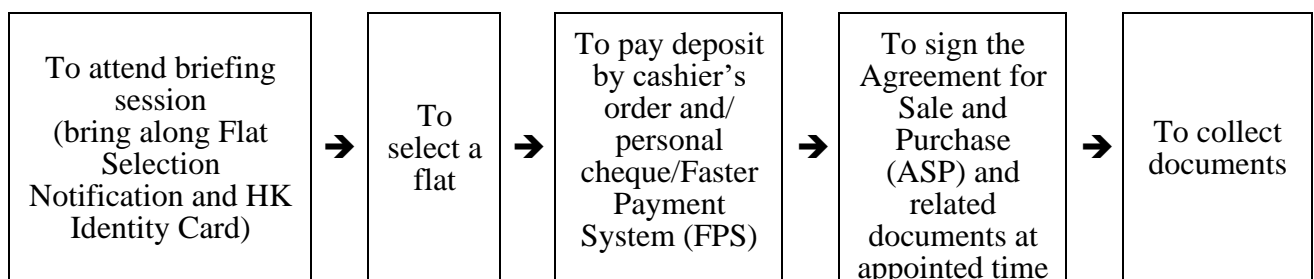 To attend briefing
session
(bring along Flat
Selection
Notification and HK
Identity Card)
➔
To
select a
flat
➔
To pay deposit
by cashier's
order and/
personal
cheque/Faster
Payment
System (FPS)
➔
To sign the
Agreement for
Sale and
Purchase
(ASP) and
related
documents at
appointed time
➔
To collect
documents